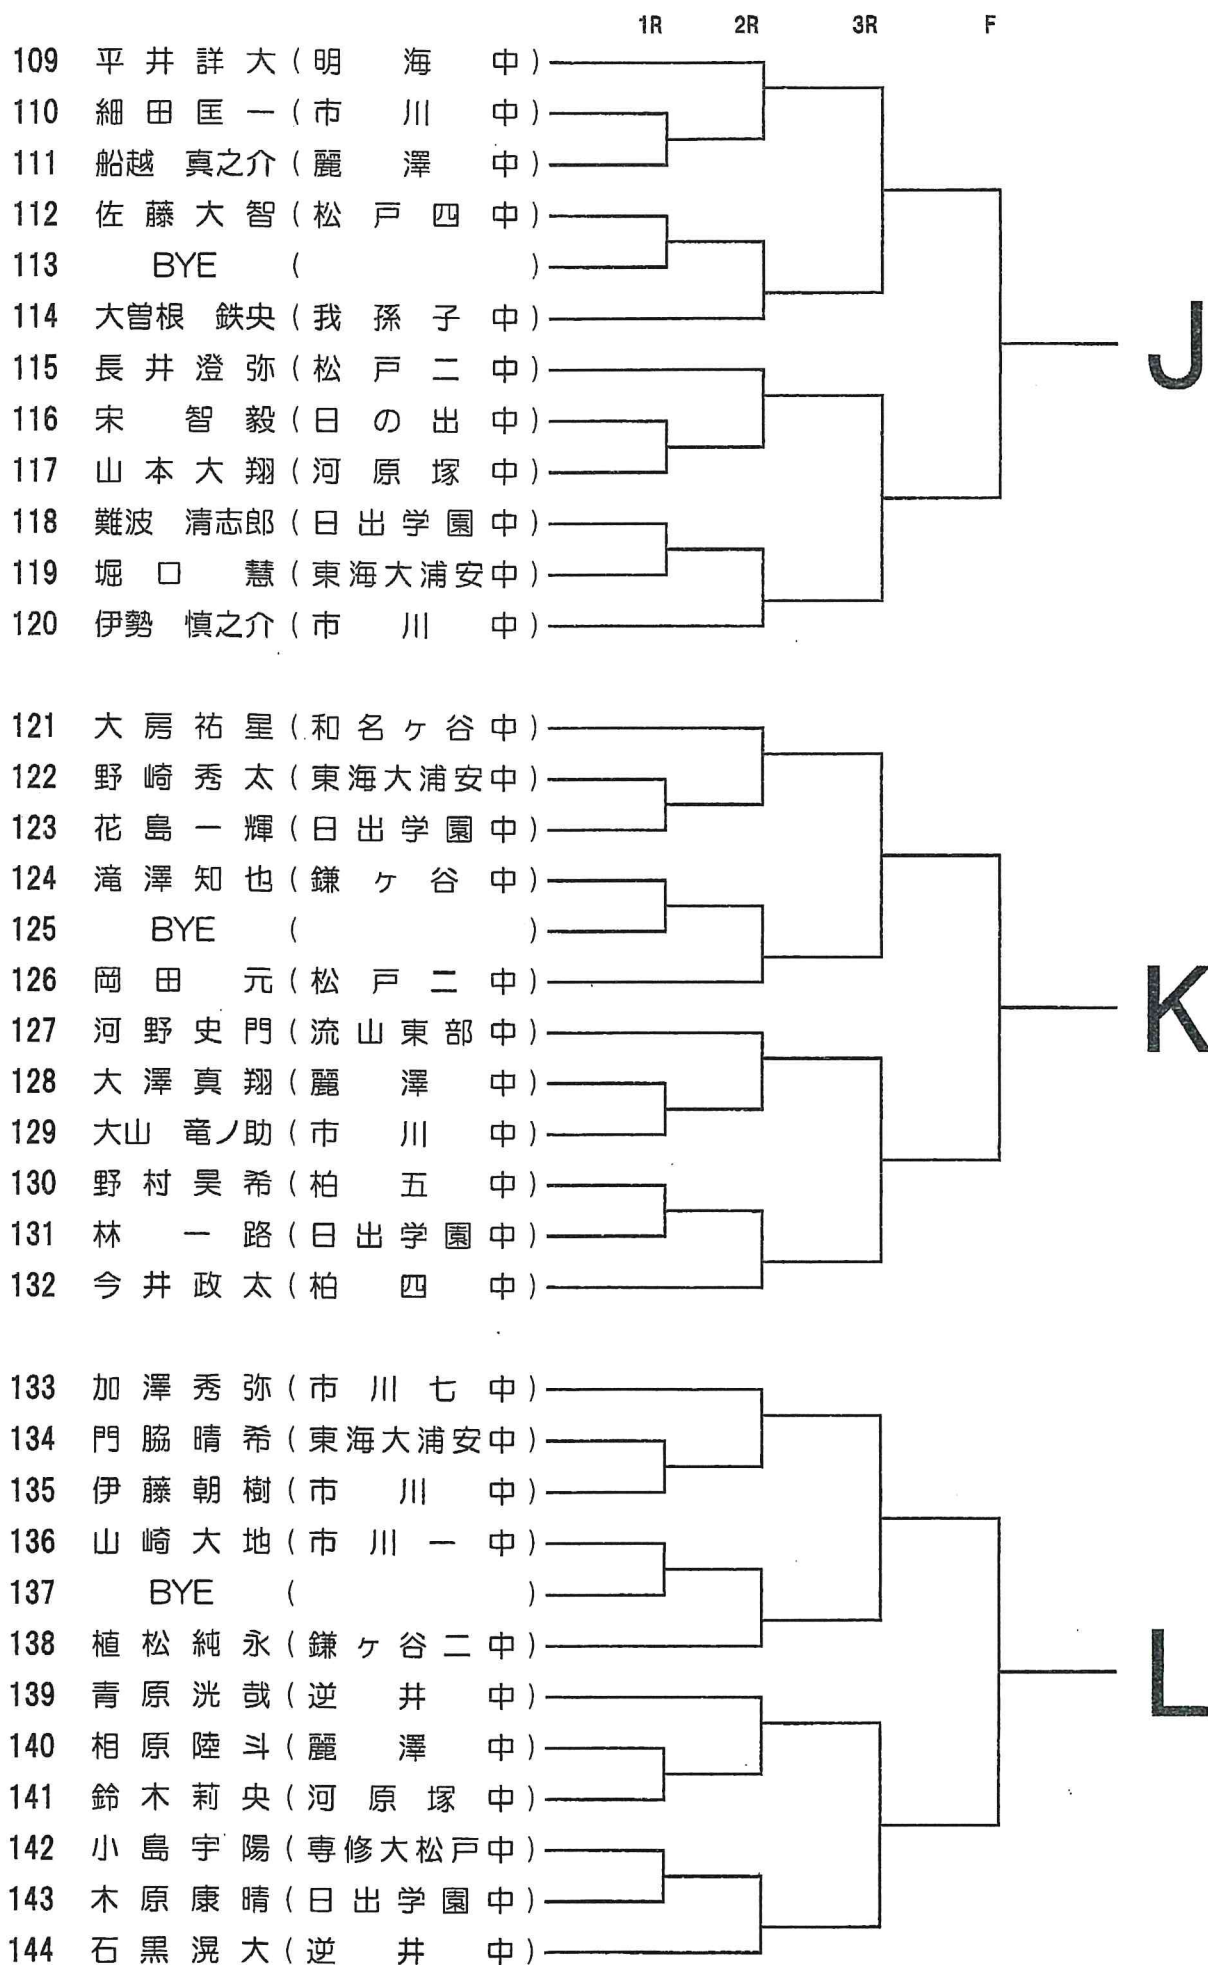 1R 2R 3R F
109 平井詳大(明海中)
110 細田匡一(市川中)
111 船越 真之介(麗澤中)
112 佐藤大智(松戸四中)
113 BYE ( )
114 大曽根 鉄央(我孫子中)
115 長井澄弥(松戸二中)
116 宋 智毅(日の出中)
117 山本大翔(河原塚中)
118 難波 清志郎(日出学園中)
119 堀口 慧(東海大浦安中)
120 伊勢 慎之介(市川中)
J
121 大房祐星(和名ヶ谷中)
122 野崎秀太(東海大浦安中)
123 花島一輝(日出学園中)
124 滝澤知也(鎌ヶ谷中)
125 BYE ( )
126 岡田 元(松戸二中)
127 河野史門(流山東部中)
128 大澤真翔(麗澤中)
129 大山 竜ノ助(市川中)
130 野村昊希(柏五中)
131 林 一路(日出学園中)
132 今井政太(柏四中)
K
133 加澤秀弥(市川七中)
134 門脇晴希(東海大浦安中)
135 伊藤朝樹(市川中)
136 山崎大地(市川一中)
137 BYE ( )
138 植松純永(鎌ヶ谷二中)
139 青原洸哉(逆井中)
140 相原陸斗(麗澤中)
141 鈴木莉央(河原塚中)
142 小島宇陽(専修大松戸中)
143 木原康晴(日出学園中)
144 石黒滉大(逆井中)
L